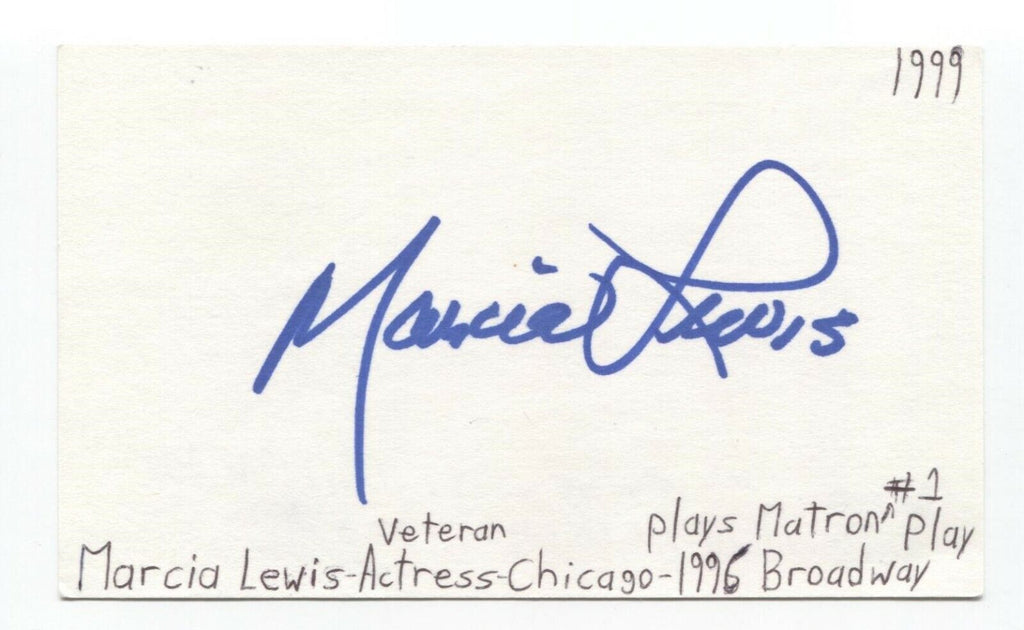 1999
Marcia Lewis
Veteran plays Matron #1 play
Marcia Lewis-Actress-Chicago-1996 Broadway